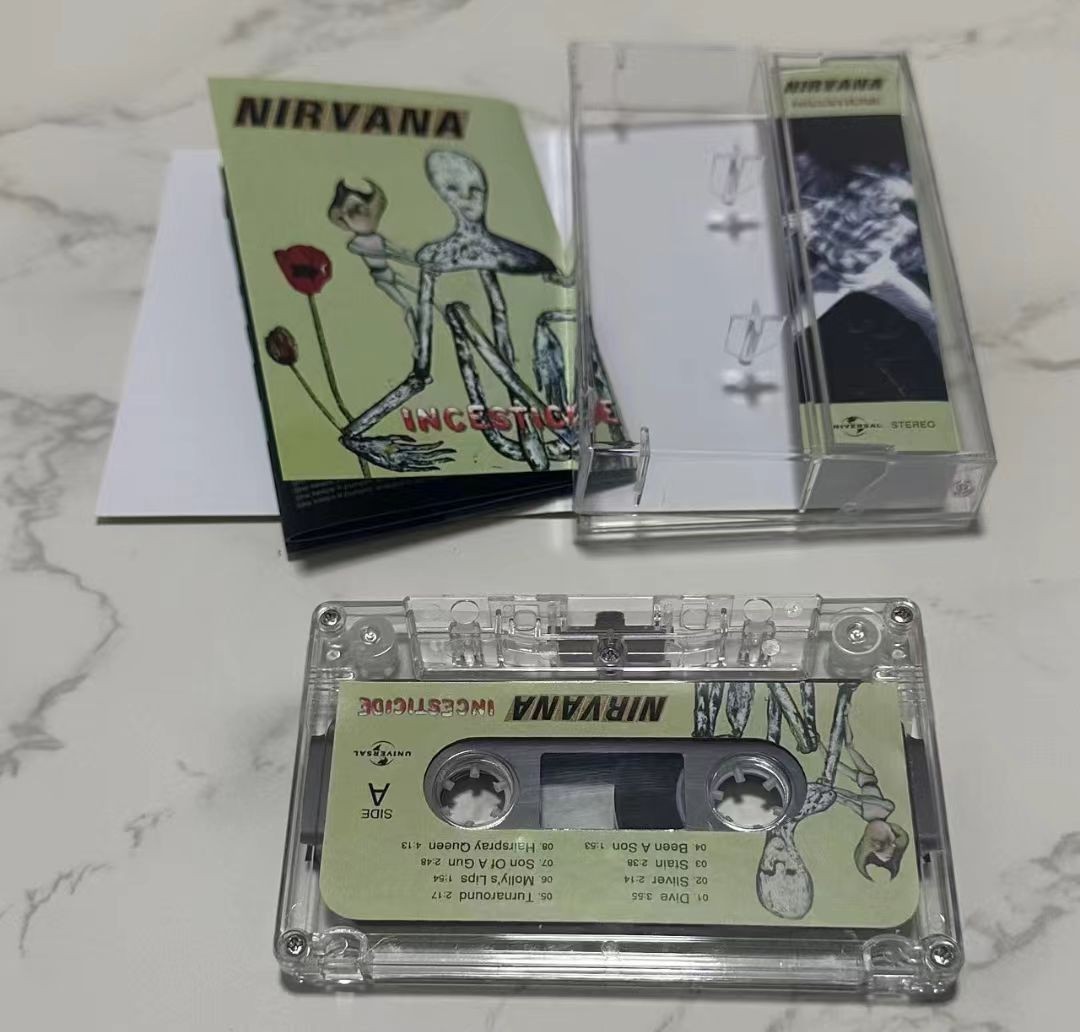 NIRVANA
INCESTICIDE
NIRVANA
INCESTICIDE
UNIVERSAL STEREO
NIRVANA INCESTICIDE
UNIVERSAL
SIDE
A
01. Dive 3:55
02. Sliver 2:14
03 Stain 2:38
04. Been A Son 1:53
05. Turnaround 2:17
06. Molly's Lips 1:54
07. Son Of A Gun 2:48
08. Hairspray Queen 4:13